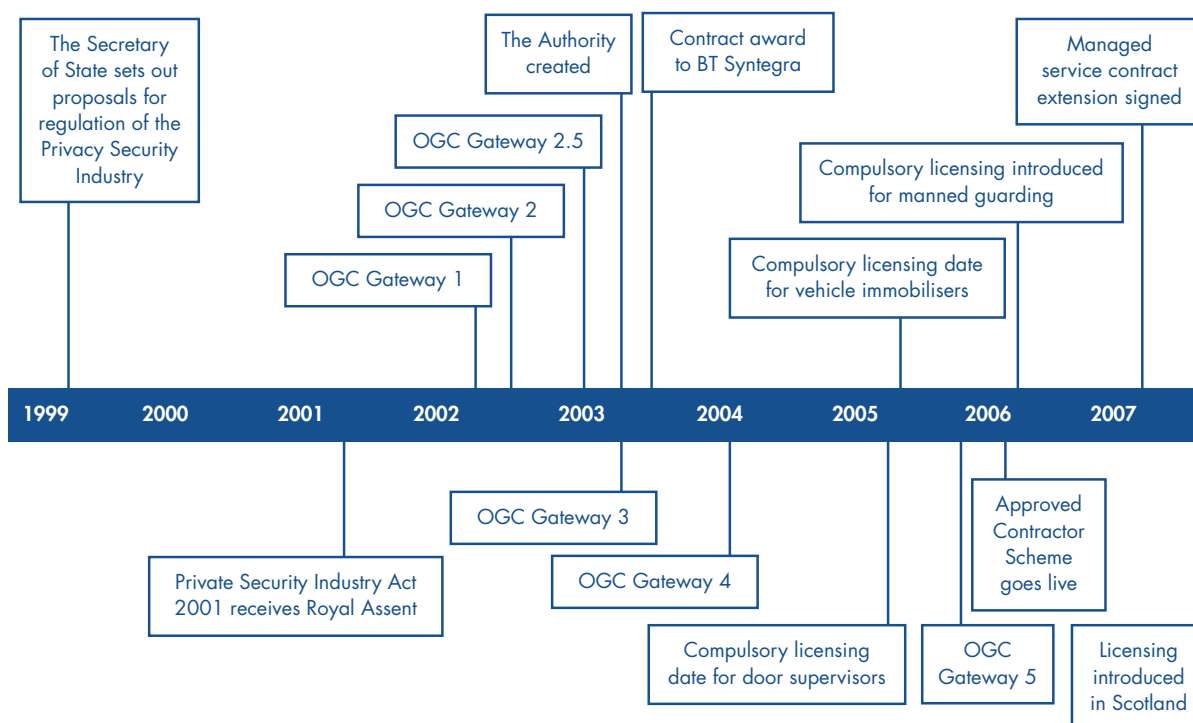 The Secretary
of State sets out
proposals for
regulation of the
Privacy Security
Industry
The Authority
created
Contract award
to BT Syntegra
Managed
service contract
extension signed
OGC Gateway 2.5
Compulsory licensing introduced
for manned guarding
OGC Gateway 2
OGC Gateway 1
Compulsory licensing date
for vehicle immobilisers
1999 2000 2001 2002 2003 2004 2005 2006 2007
OGC Gateway 3
Approved
Contractor
Scheme
goes live
Private Security Industry Act
2001 receives Royal Assent
OGC Gateway 4
Compulsory licensing
date for door supervisors
OGC
Gateway 5
Licensing
introduced
in Scotland